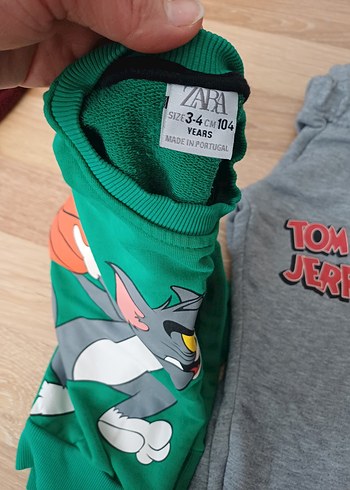 ZARA
SIZE 3-4 CM 104
YEARS
MADE IN PORTUGAL
TOM
JERR